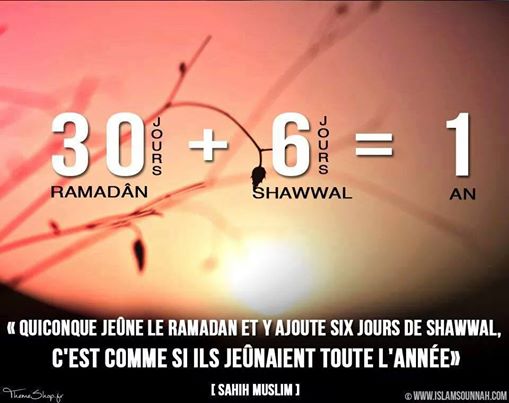 30 JOURS + 6 JOURS = 1
RAMADÂN SHAWWAL AN
« QUICONQUE JEÛNE LE RAMADAN ET Y AJOUTE SIX JOURS DE SHAWWAL,
C'EST COMME SI ILS JEÛNAIENT TOUTE L'ANNÉE»
[ SAHIH MUSLIM ]
ThemeShop.fr © WWW.ISLAMSOUNNAH.COM